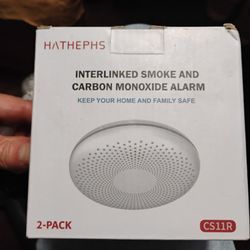 HATHEPHS
INTERLINKED SMOKE AND
CARBON MONOXIDE ALARM
KEEP YOUR HOME AND FAMILY SAFE
2-PACK
CS11R